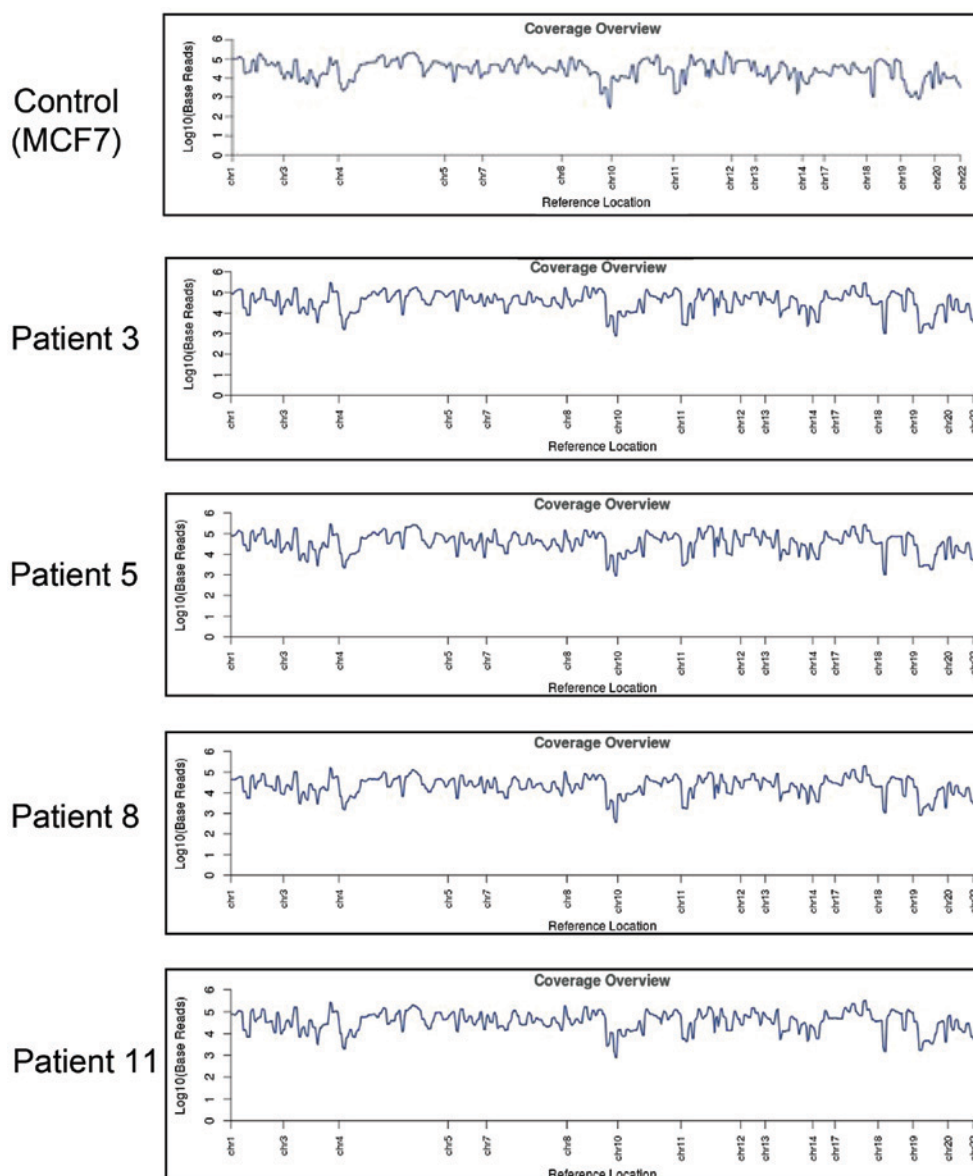 Control
(MCF7)
Coverage Overview
Log10(Base Reads)
6
5
4
3
2
1
0
chr1
chr3
chr4
chr5
chr7
chr8
chr10
chr11
chr12
chr13
chr14
chr17
chr18
chr19
chr20
chr22
Reference Location
Patient 3
Coverage Overview
Log10(Base Reads)
6
5
4
3
2
1
0
chr1
chr3
chr4
chr5
chr7
chr8
chr10
chr11
chr12
chr13
chr14
chr17
chr18
chr19
chr20
Reference Location
Patient 5
Coverage Overview
Log10(Base Reads)
6
5
4
3
2
1
0
chr1
chr3
chr4
chr5
chr7
chr8
chr10
chr11
chr12
chr13
chr14
chr17
chr18
chr19
chr20
Reference Location
Patient 8
Coverage Overview
Log10(Base Reads)
6
5
4
3
2
1
0
chr1
chr3
chr4
chr5
chr7
chr8
chr10
chr11
chr12
chr13
chr14
chr17
chr18
chr19
chr20
Reference Location
Patient 11
Coverage Overview
Log10(Base Reads)
6
5
4
3
2
1
0
chr1
chr3
chr4
chr5
chr7
chr8
chr10
chr11
chr12
chr13
chr14
chr17
chr18
chr19
chr20
Reference Location